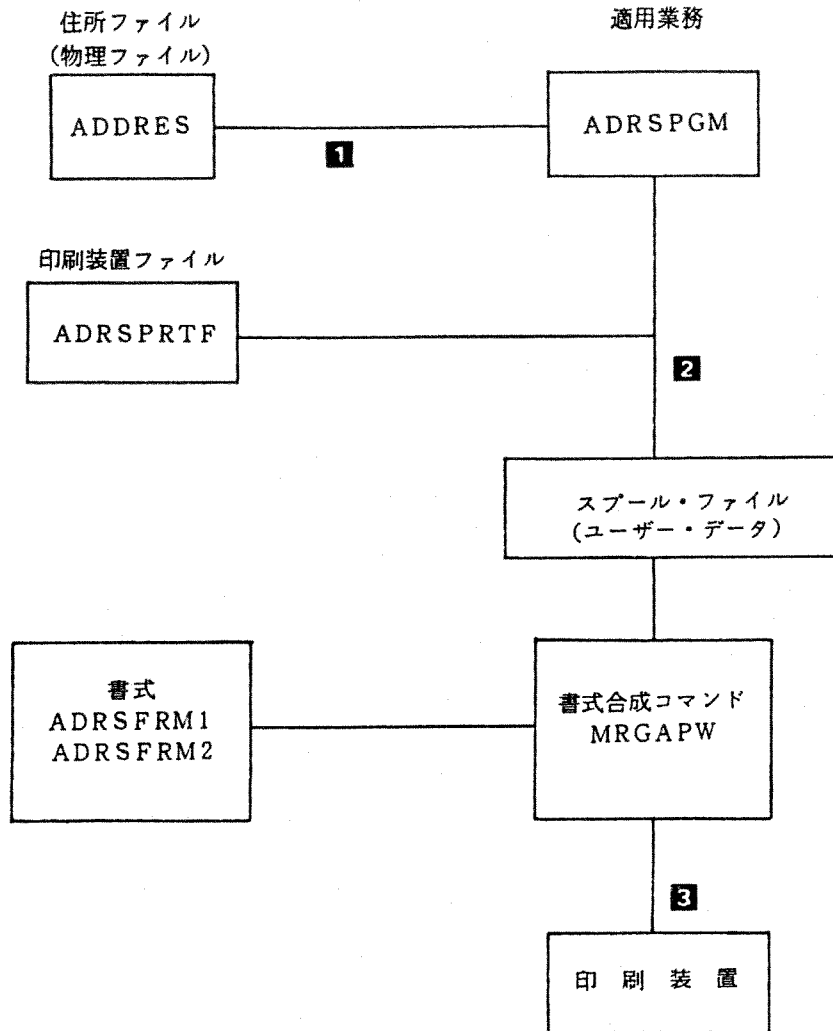 住所ファイル
(物理ファイル)
ADDRES
適用業務
ADRSPGM
1
印刷装置ファイル
ADRSPRTF
2
スプール・ファイル
(ユーザー・データ)
書式
ADRSFRM1
ADRSFRM2
書式合成コマンド
MRGAPW
3
印 刷 装 置